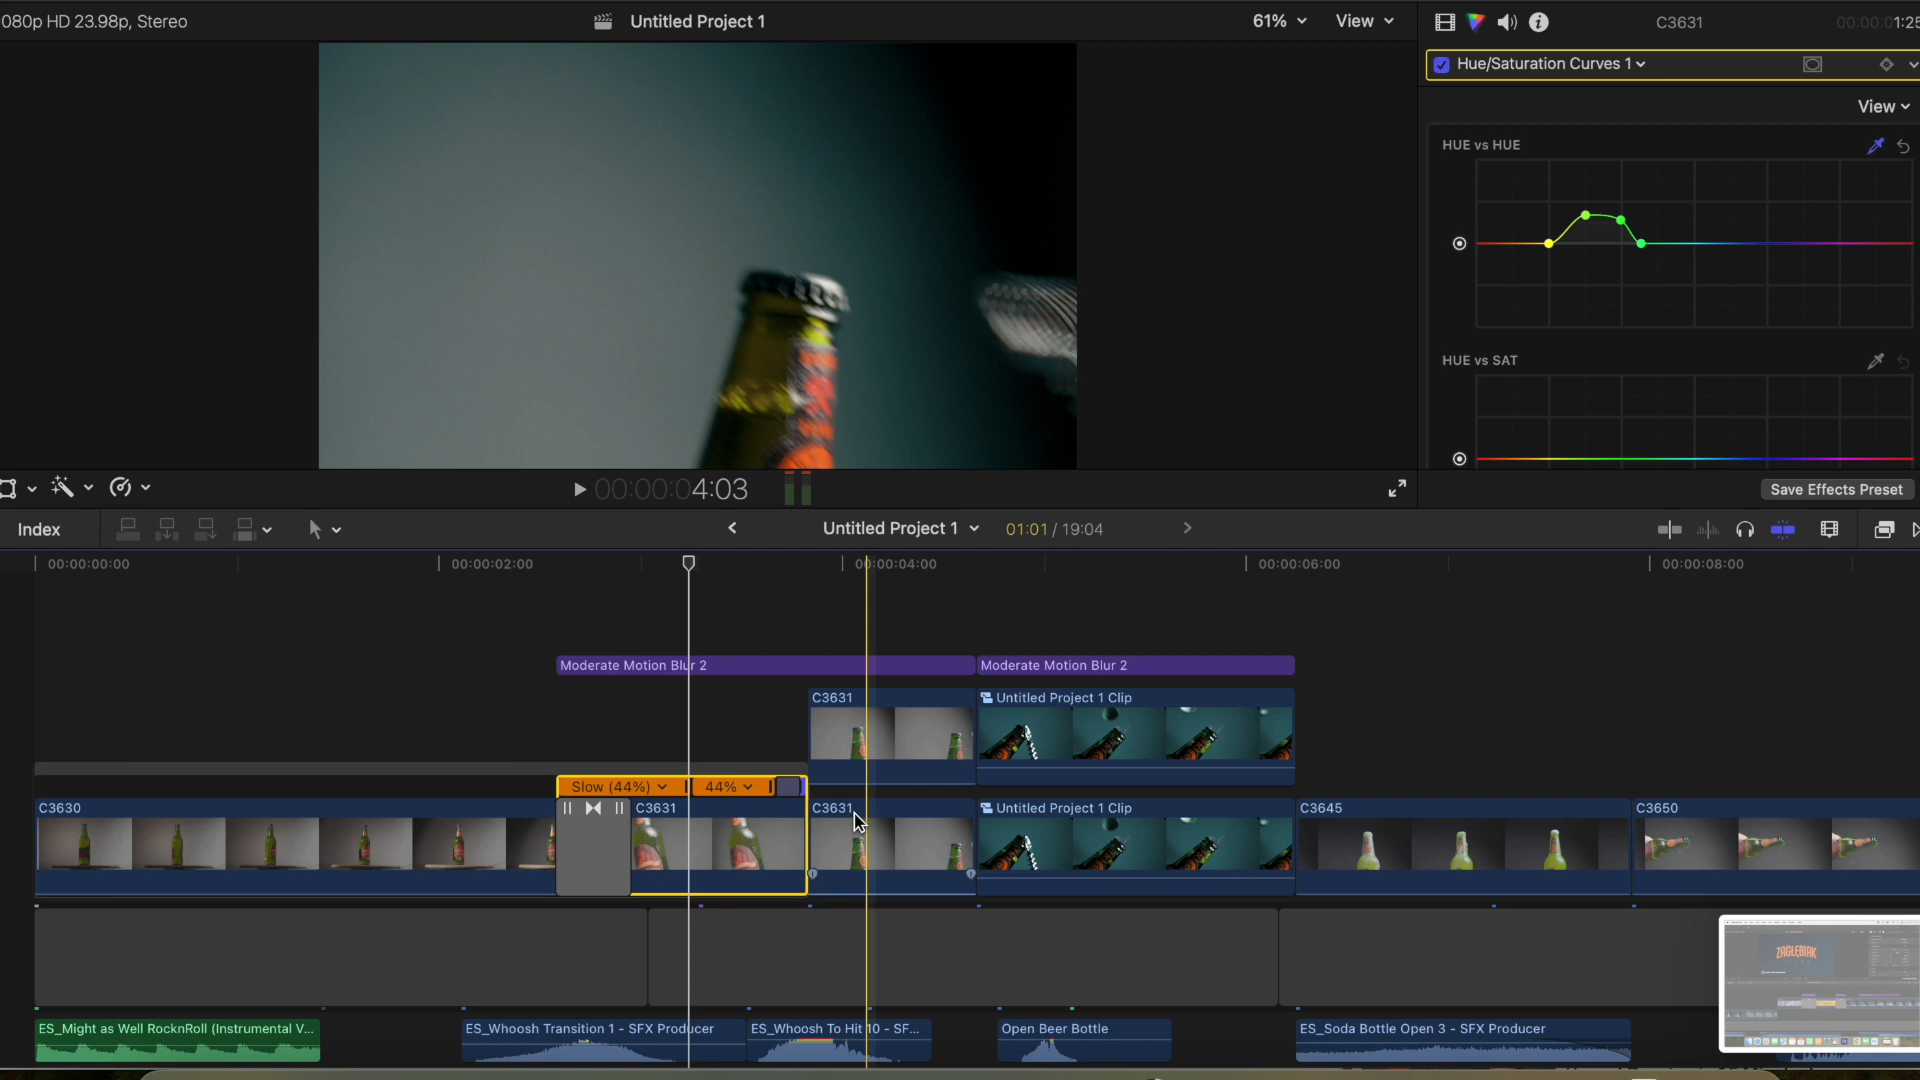 080p HD 23.98p, Stereo
Untitled Project 1
61%
View
C3631
00:00:01:25
Hue/Saturation Curves 1
View
HUE vs HUE
HUE vs SAT
00:00:04:03
Save Effects Preset
Index
Untitled Project 1
01:01 / 19:04
00:00:00:00
00:00:02:00
00:00:04:00
00:00:06:00
00:00:08:00
Moderate Motion Blur 2
Moderate Motion Blur 2
C3631
Untitled Project 1 Clip
Slow (44%)
44%
C3630
C3631
C3631
Untitled Project 1 Clip
C3645
C3650
ZAGŁĘBIAK
ES_Might as Well RocknRoll (Instrumental V...
ES_Whoosh Transition 1 - SFX Producer
ES_Whoosh To Hit 10 - SF...
Open Beer Bottle
ES_Soda Bottle Open 3 - SFX Producer